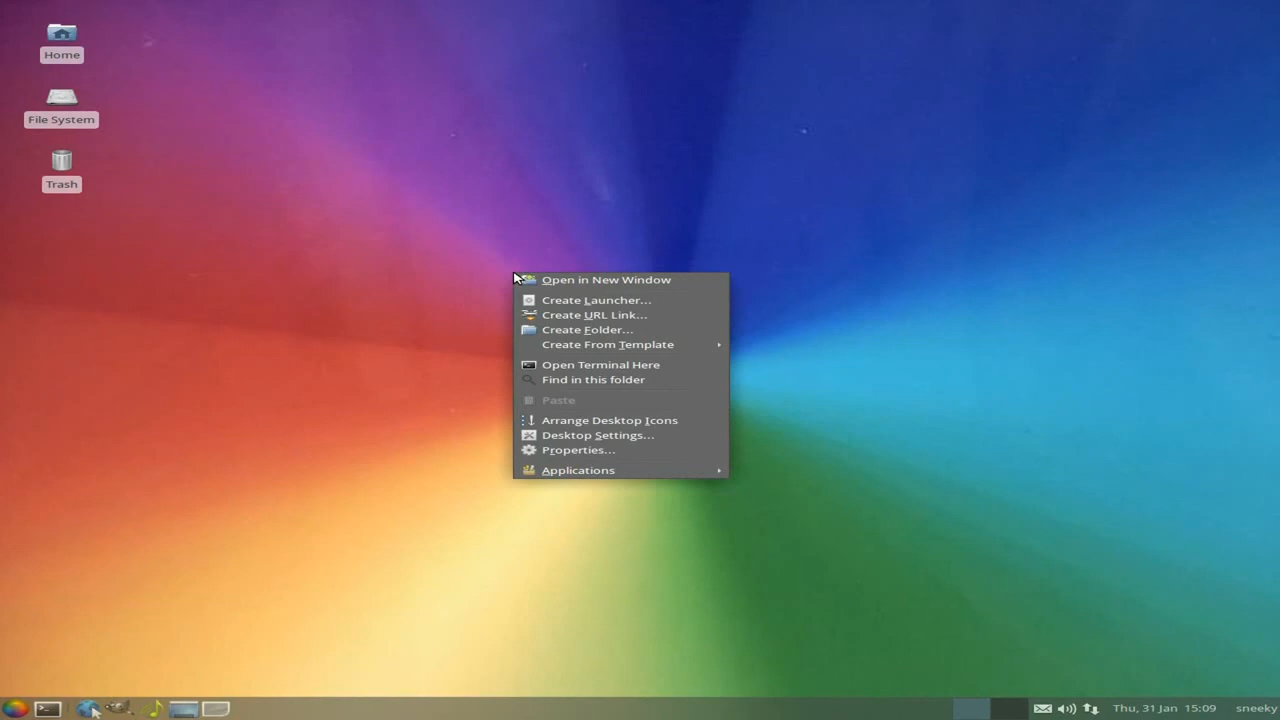 Home
File System
Trash
Open in New Window
Create Launcher...
Create URL Link...
Create Folder...
Create From Template
Open Terminal Here
Find in this folder
Paste
Arrange Desktop Icons
Desktop Settings...
Properties...
Applications
Thu, 31 Jan 15:09 sneeky